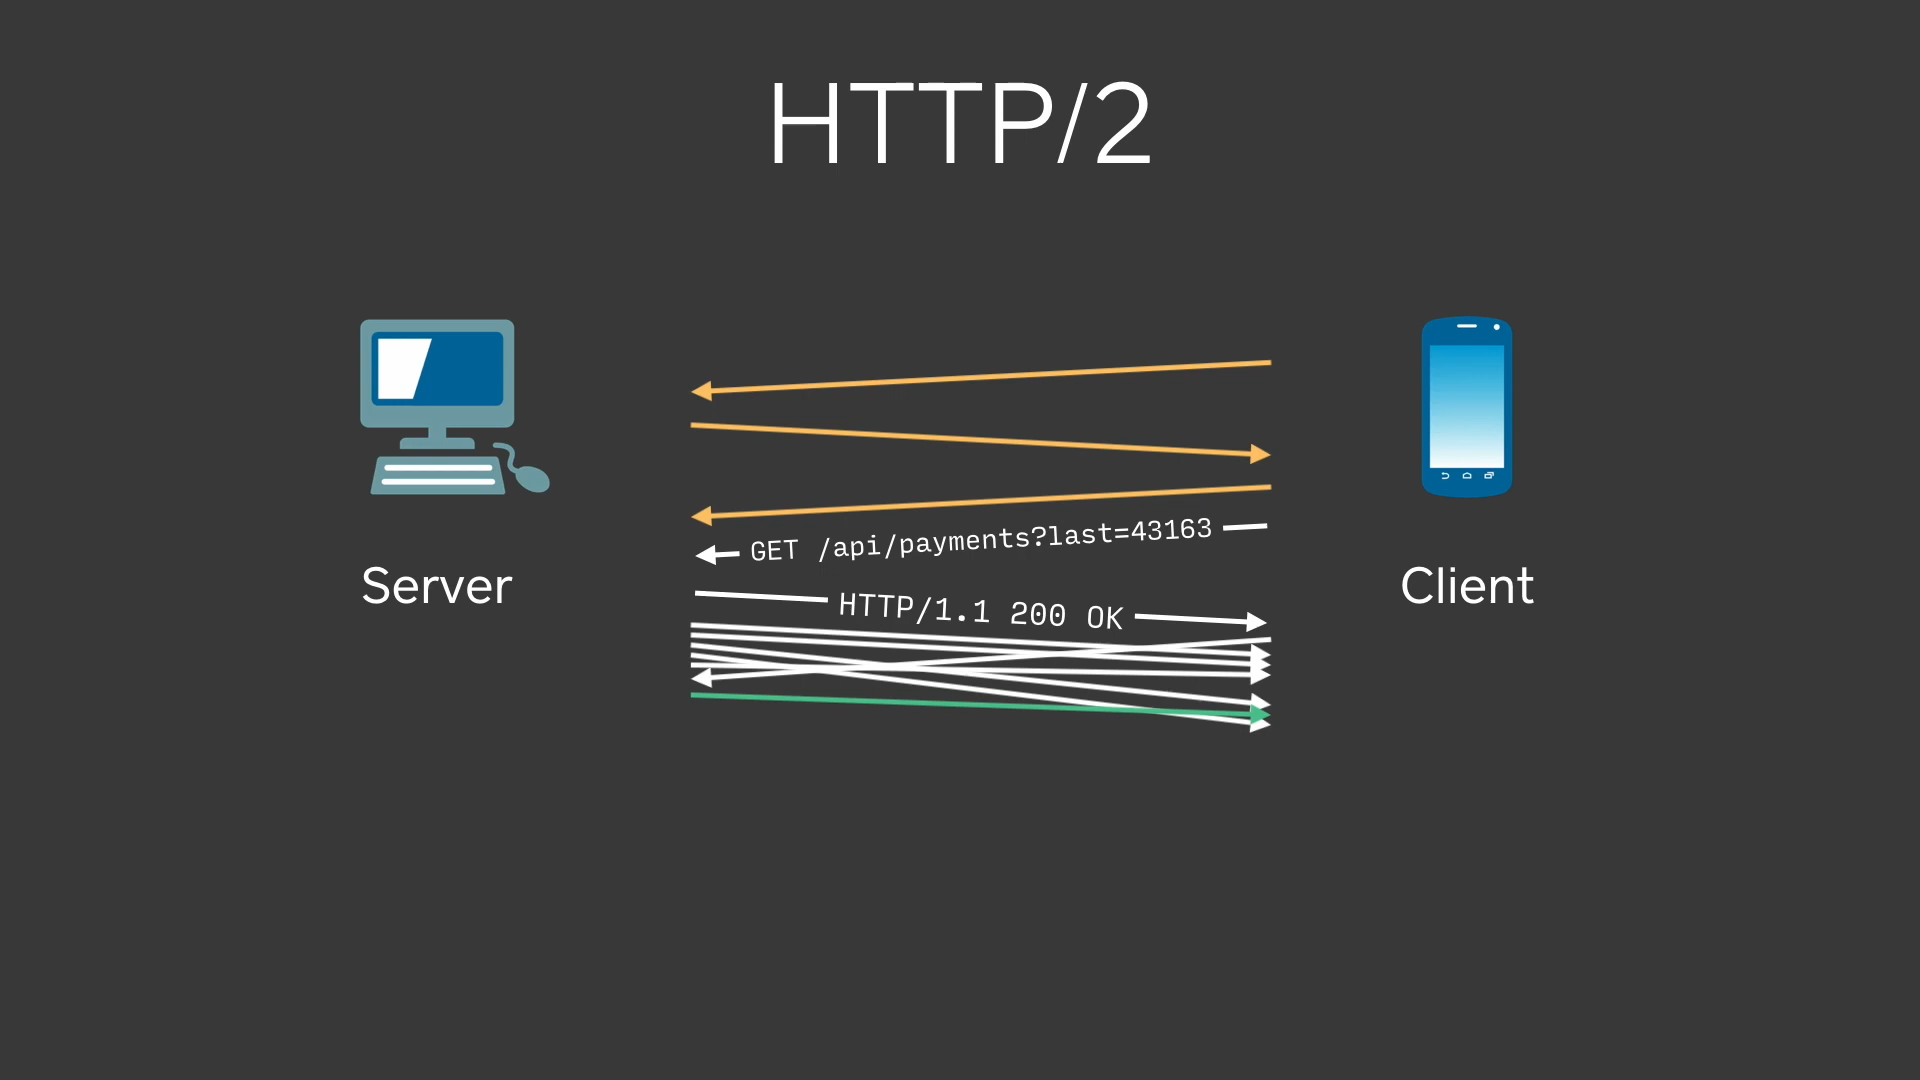 HTTP/2
GET /api/payments?last=43163
HTTP/1.1 200 OK
Server
Client